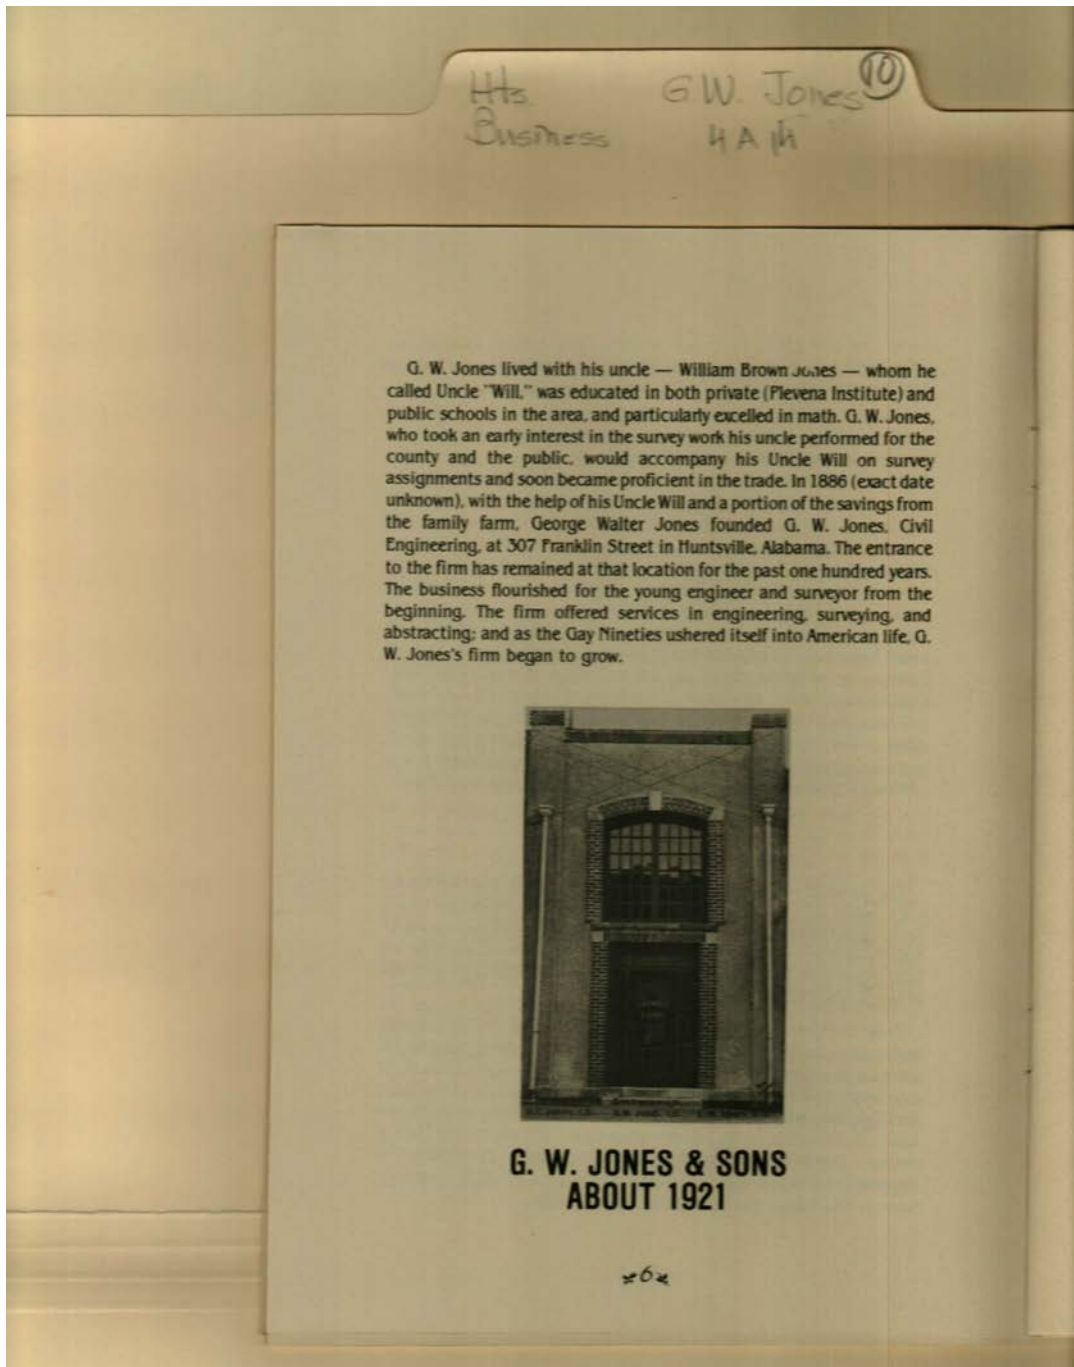 Hts. G W. Jones 10
Business
G. W. Jones lived with his uncle — William Brown Jones — whom he
called Uncle "Will," was educated in both private (Plevena Institute) and
public schools in the area, and particularly excelled in math. G. W. Jones,
who took an early interest in the survey work his uncle performed for the
county and the public, would accompany his Uncle Will on survey
assignments and soon became proficient in the trade. In 1886 (exact date
unknown), with the help of his Uncle Will and a portion of the savings from
the family farm, George Walter Jones founded G. W. Jones, Civil
Engineering, at 307 Franklin Street in Huntsville, Alabama. The entrance
to the firm has remained at that location for the past one hundred years.
The business flourished for the young engineer and surveyor from the
beginning. The firm offered services in engineering, surveying, and
abstracting; and as the Gay Nineties ushered itself into American life, G.
W. Jones's firm began to grow.
G. W. JONES & SONS
ABOUT 1921
6